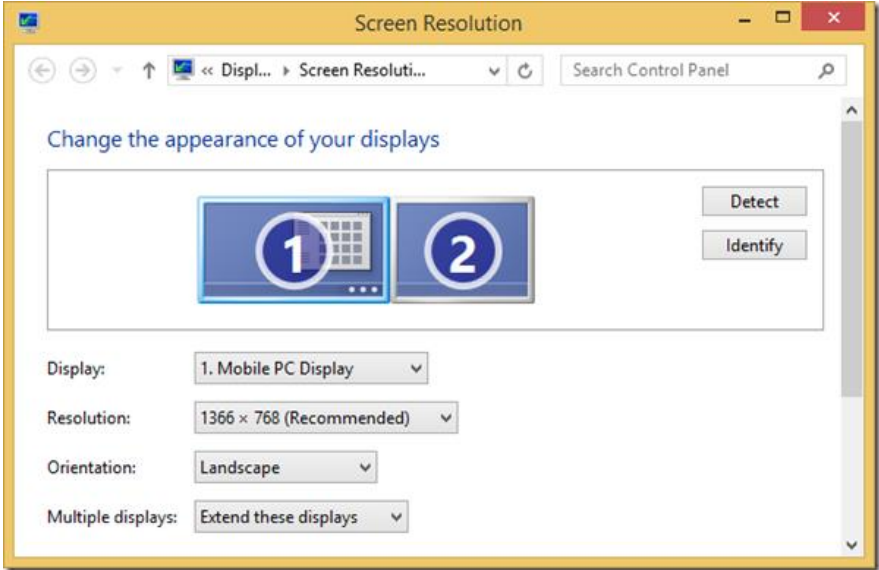 Screen Resolution
« Displ... Screen Resoluti... Search Control Panel
Change the appearance of your displays
1 2
Detect
Identify
Display: 1. Mobile PC Display
Resolution: 1366 × 768 (Recommended)
Orientation: Landscape
Multiple displays: Extend these displays